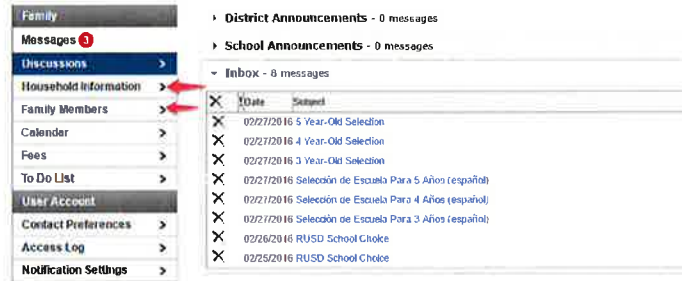 Family
Messages 3
Discussions
Household Information
Family Members
Calendar
Fees
To Do List
User Account
Contact Preferences
Access Log
Notification Settings
District Announcements - 0 messages
School Announcements - 0 messages
Inbox - 8 messages
Date Subject
02/27/2016 5 Year-Old Selection
02/27/2016 4 Year-Old Selection
02/27/2016 3 Year-Old Selection
02/27/2016 Selección de Escuela Para 5 Años (español)
02/27/2016 Selección de Escuela Para 4 Años (español)
02/27/2016 Selección de Escuela Para 3 Años (español)
02/26/2016 RUSD School Choice
02/25/2016 RUSD School Choice